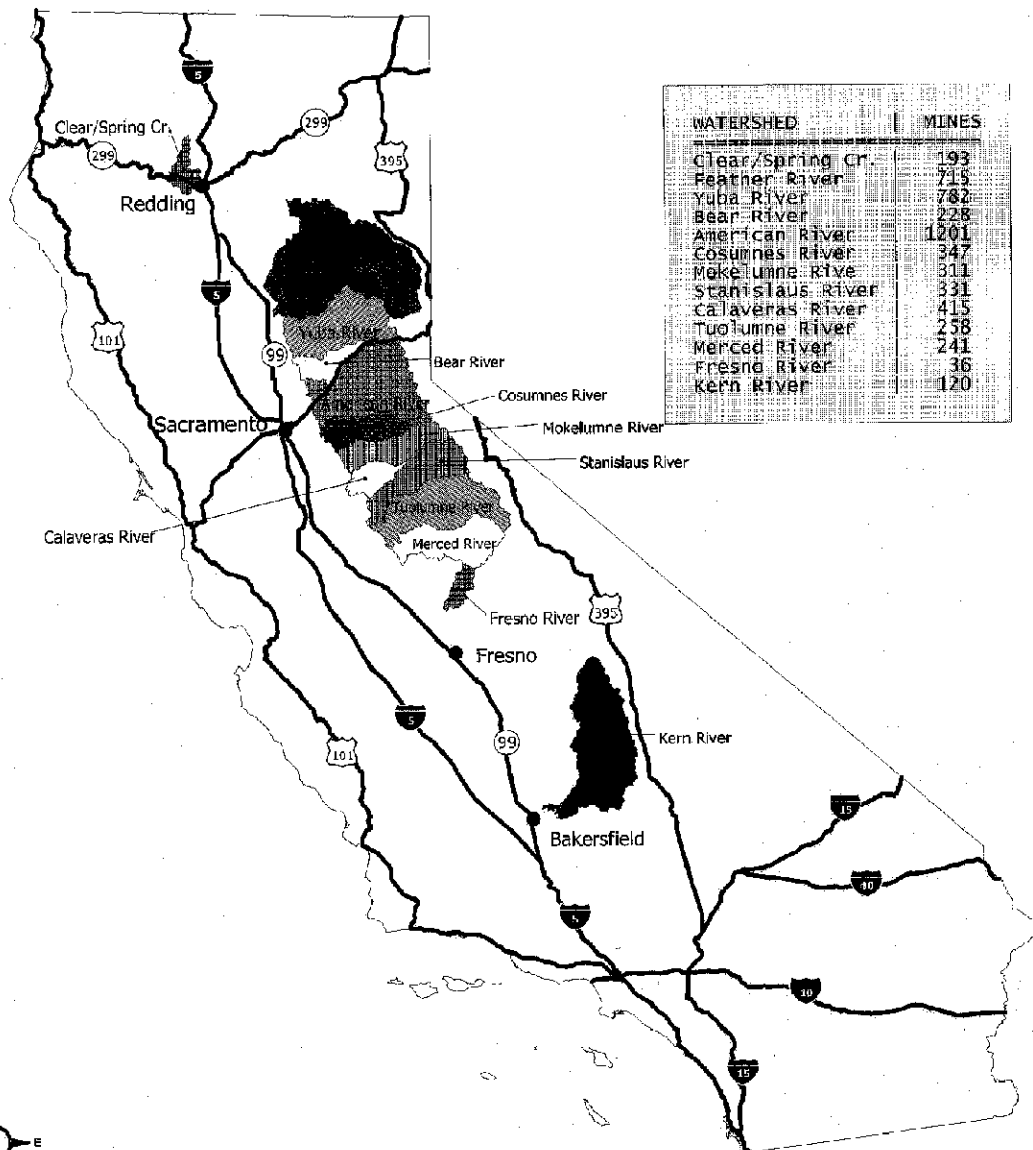 5
Clear/Spring Cr.
299
299
395
Redding
WATERSHED MINES
Clear/Spring Cr. 193
Feather River 715
Yuba River 782
Bear River 228
American River 1201
Cosumnes River 347
Mokelumne Rive 311
Stanislaus River 331
Calaveras River 415
Tuolumne River 258
Merced River 241
Fresno River 36
Kern River 120
5
101
Yuba River
99
Bear River
American River
Cosumnes River
Sacramento
Mokelumne River
Stanislaus River
Tuolumne River
Calaveras River
Merced River
Fresno River
395
Fresno
5
99
Kern River
101
15
Bakersfield
40
5
10
15
E